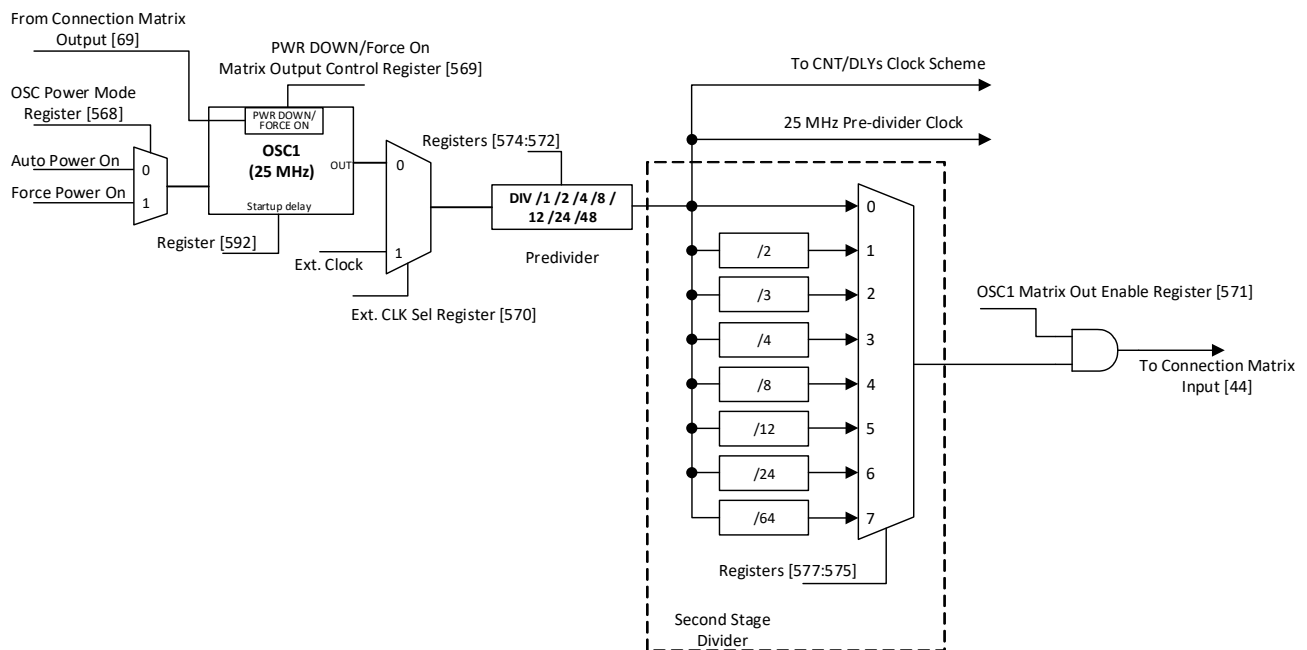 From Connection Matrix
Output [69]
PWR DOWN/Force On
Matrix Output Control Register [569]
OSC Power Mode
Register [568]
PWR DOWN/
FORCE ON
OSC1
(25 MHz)
OUT
Startup delay
Auto Power On
Force Power On
0
1
Register [592]
Ext. Clock
0
1
Ext. CLK Sel Register [570]
Registers [574:572]
DIV /1 /2 /4 /8 /
12 /24 /48
Predivider
To CNT/DLYs Clock Scheme
25 MHz Pre-divider Clock
0
/2
1
/3
2
/4
3
/8
4
/12
5
/24
6
/64
7
Registers [577:575]
Second Stage
Divider
OSC1 Matrix Out Enable Register [571]
To Connection Matrix
Input [44]